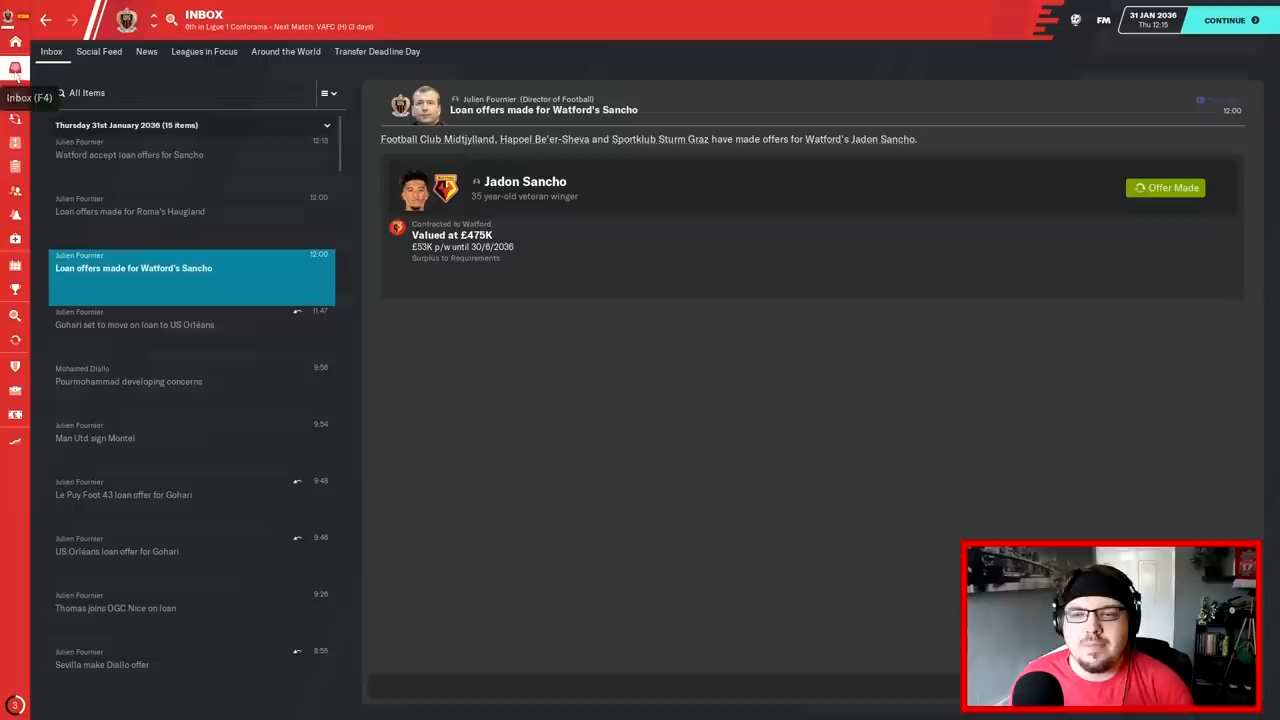 INBOX
6th in Ligue 1 Conforama - Next Match: VAFC (H) (3 days)
FM
31 JAN 2036
Thu 12:15
CONTINUE
Inbox
Social Feed
News
Leagues in Focus
Around the World
Transfer Deadline Day
Inbox (F4)
All Items
Thursday 31st January 2036 (15 items)
Julien Fournier
12:13
Watford accept loan offers for Sancho
Julien Fournier
12:00
Loan offers made for Roma's Haugland
Julien Fournier
12:00
Loan offers made for Watford's Sancho
Julien Fournier
11:47
Gohari set to move on loan to US Orléans
Mohamed Diallo
9:56
Pourmohammad developing concerns
Julien Fournier
9:54
Man Utd sign Montel
Julien Fournier
9:48
Le Puy Foot 43 loan offer for Gohari
Julien Fournier
9:46
US Orléans loan offer for Gohari
Julien Fournier
9:26
Thomas joins OGC Nice on loan
Julien Fournier
8:55
Sevilla make Diallo offer
3
Julien Fournier (Director of Football)
Loan offers made for Watford's Sancho
12:00
Football Club Midtjylland, Hapoel Be'er-Sheva and Sportklub Sturm Graz have made offers for Watford's Jadon Sancho.
Jadon Sancho
35 year-old veteran winger
Offer Made
Contracted to Watford
Valued at £475K
£53K p/w until 30/6/2036
Surplus to Requirements